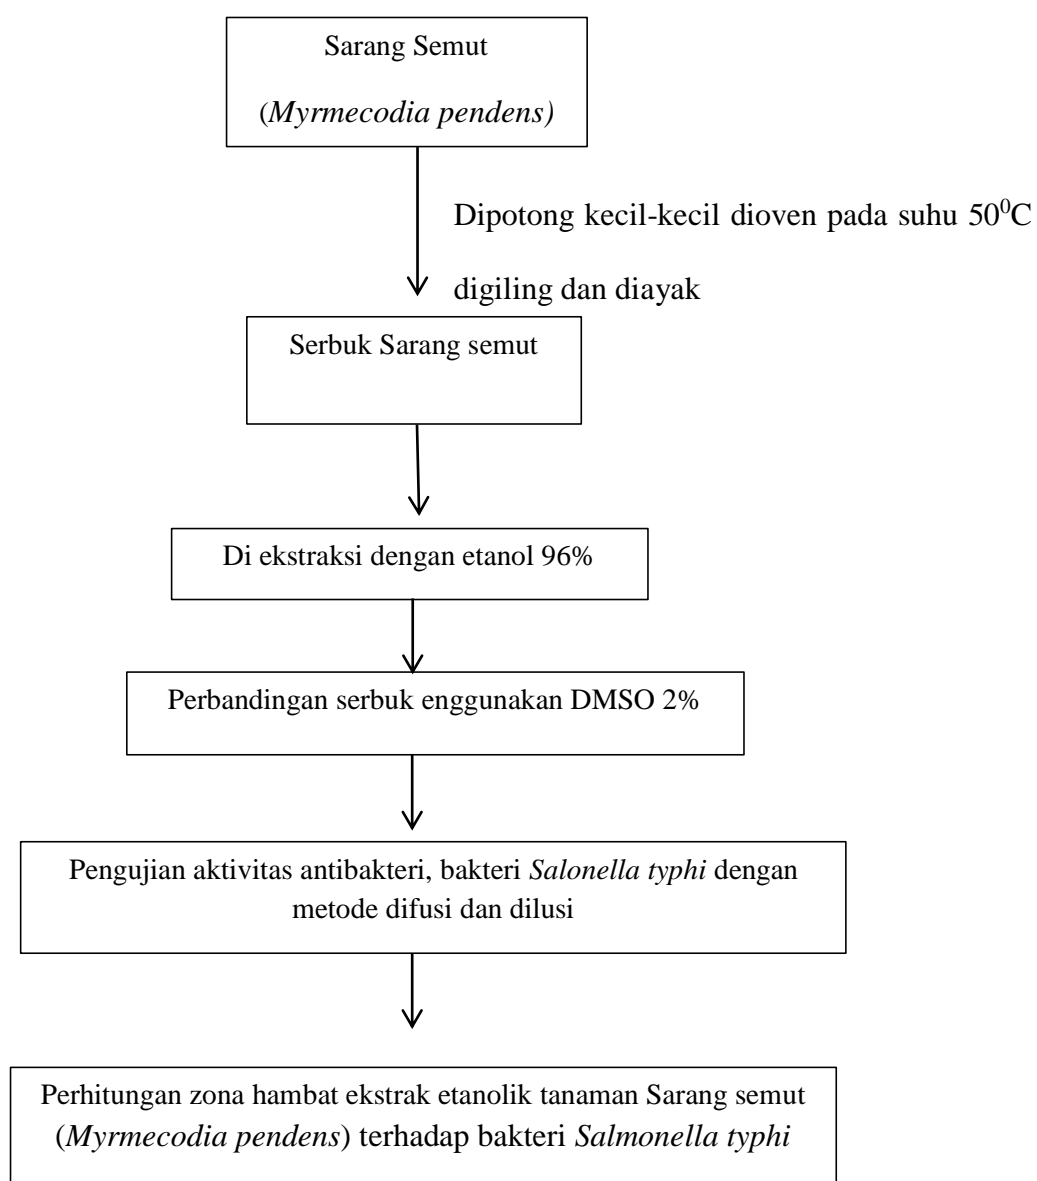 Sarang Semut
(Myrmecodia pendens)
Dipotong kecil-kecil dioven pada suhu 50⁰C
digiling dan diayak
Serbuk Sarang semut
Di ekstraksi dengan etanol 96%
Perbandingan serbuk enggunakan DMSO 2%
Pengujian aktivitas antibakteri, bakteri Salonella typhi dengan
metode difusi dan dilusi
Perhitungan zona hambat ekstrak etanolik tanaman Sarang semut
(Myrmecodia pendens) terhadap bakteri Salmonella typhi